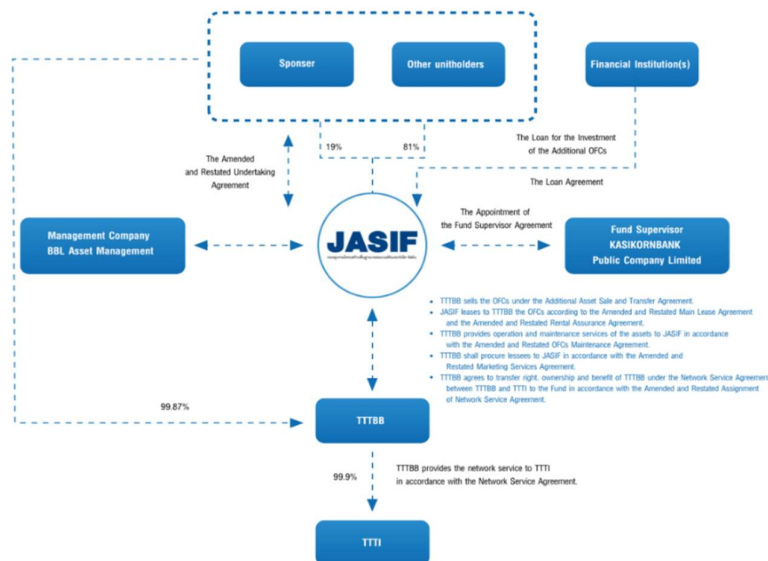 Sponser
Other unitholders
Financial Institution(s)
19%
81%
The Loan for the Investment
of the Additional OFCs
The Amended
and Restated Undertaking
Agreement
The Loan Agreement
The Appointment of
the Fund Supervisor Agreement
Management Company
BBL Asset Management
JASIF
Fund Supervisor
KASIKORNBANK
Public Company Limited
• TTTBB sells the OFCs under the Additional Asset Sale and Transfer Agreement.
• JASIF leases to TTTBB the OFCs according to the Amended and Restated Main Lease Agreement
and the Amended and Restated Rental Assurance Agreement.
• TTTBB provides operation and maintenance services of the assets to JASIF in accordance
with the Amended and Restated OFCs Maintenance Agreement.
• TTTBB shall procure lessees to JASIF in accordance with the Amended and
Restated Marketing Services Agreement.
• TTTBB agrees to transfer right, ownership and benefit of TTTBB under the Network Service Agreemen
between TTTBB and TTTI to the Fund in accordance with the Amended and Restated Assignment
of Network Service Agreement.
99.87%
TTTBB
99.9%
TTTBB provides the network service to TTTI
in accordance with the Network Service Agreement.
TTTI